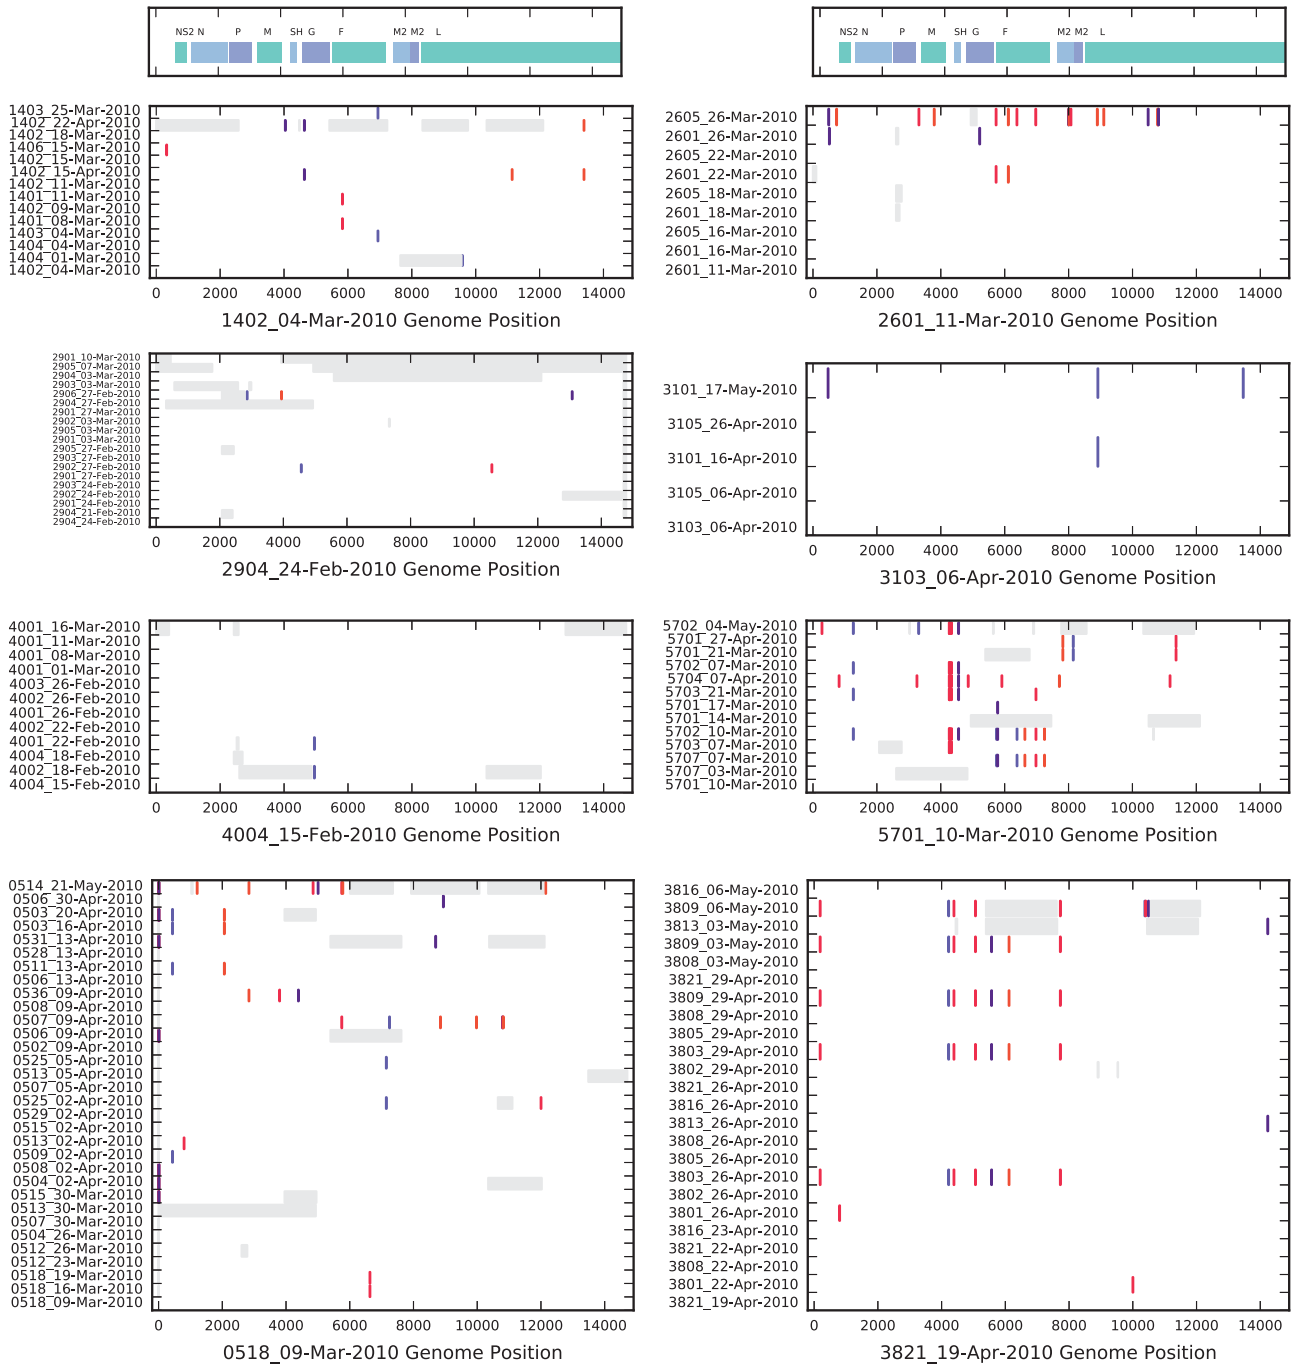 NS2 N P M SH G F M2 M2 L
1403_25-Mar-2010
1402_22-Apr-2010
1402_18-Mar-2010
1406_15-Mar-2010
1402_15-Mar-2010
1402_15-Apr-2010
1402_11-Mar-2010
1401_11-Mar-2010
1402_09-Mar-2010
1401_08-Mar-2010
1403_04-Mar-2010
1404_04-Mar-2010
1404_01-Mar-2010
1402_04-Mar-2010
0 2000 4000 6000 8000 10000 12000 14000
1402_04-Mar-2010 Genome Position
NS2 N P M SH G F M2 M2 L
2605_26-Mar-2010
2601_26-Mar-2010
2605_22-Mar-2010
2601_22-Mar-2010
2605_18-Mar-2010
2601_18-Mar-2010
2605_16-Mar-2010
2601_16-Mar-2010
2601_11-Mar-2010
0 2000 4000 6000 8000 10000 12000 14000
2601_11-Mar-2010 Genome Position
2901_10-Mar-2010
2905_07-Mar-2010
2904_03-Mar-2010
2903_03-Mar-2010
2906_27-Feb-2010
2904_27-Feb-2010
2901_27-Mar-2010
2902_03-Mar-2010
2905_03-Mar-2010
2901_03-Mar-2010
2905_27-Feb-2010
2903_27-Feb-2010
2902_27-Feb-2010
2901_27-Feb-2010
2903_24-Feb-2010
2902_24-Feb-2010
2901_24-Feb-2010
2904_21-Feb-2010
2904_24-Feb-2010
0 2000 4000 6000 8000 10000 12000 14000
2904_24-Feb-2010 Genome Position
3101_17-May-2010
3105_26-Apr-2010
3101_16-Apr-2010
3105_06-Apr-2010
3103_06-Apr-2010
0 2000 4000 6000 8000 10000 12000 14000
3103_06-Apr-2010 Genome Position
4001_16-Mar-2010
4001_11-Mar-2010
4001_08-Mar-2010
4001_01-Mar-2010
4003_26-Feb-2010
4002_26-Feb-2010
4001_26-Feb-2010
4002_22-Feb-2010
4001_22-Feb-2010
4004_18-Feb-2010
4002_18-Feb-2010
4004_15-Feb-2010
0 2000 4000 6000 8000 10000 12000 14000
4004_15-Feb-2010 Genome Position
5702_04-May-2010
5701_27-Apr-2010
5701_21-Mar-2010
5702_07-Mar-2010
5704_07-Apr-2010
5703_21-Mar-2010
5701_17-Mar-2010
5701_14-Mar-2010
5702_10-Mar-2010
5703_07-Mar-2010
5707_07-Mar-2010
5707_03-Mar-2010
5701_10-Mar-2010
0 2000 4000 6000 8000 10000 12000 14000
5701_10-Mar-2010 Genome Position
0514_21-May-2010
0506_30-Apr-2010
0503_20-Apr-2010
0503_16-Apr-2010
0531_13-Apr-2010
0528_13-Apr-2010
0511_13-Apr-2010
0506_13-Apr-2010
0536_09-Apr-2010
0508_09-Apr-2010
0507_09-Apr-2010
0506_09-Apr-2010
0502_09-Apr-2010
0525_05-Apr-2010
0513_05-Apr-2010
0507_05-Apr-2010
0525_02-Apr-2010
0529_02-Apr-2010
0515_02-Apr-2010
0513_02-Apr-2010
0509_02-Apr-2010
0508_02-Apr-2010
0504_02-Apr-2010
0515_30-Mar-2010
0513_30-Mar-2010
0507_30-Mar-2010
0504_26-Mar-2010
0512_26-Mar-2010
0512_23-Mar-2010
0518_19-Mar-2010
0518_16-Mar-2010
0518_09-Mar-2010
0 2000 4000 6000 8000 10000 12000 14000
0518_09-Mar-2010 Genome Position
3816_06-May-2010
3809_06-May-2010
3813_03-May-2010
3809_03-May-2010
3808_03-May-2010
3821_29-Apr-2010
3809_29-Apr-2010
3808_29-Apr-2010
3805_29-Apr-2010
3803_29-Apr-2010
3802_29-Apr-2010
3821_26-Apr-2010
3816_26-Apr-2010
3813_26-Apr-2010
3808_26-Apr-2010
3805_26-Apr-2010
3803_26-Apr-2010
3802_26-Apr-2010
3801_26-Apr-2010
3816_23-Apr-2010
3821_22-Apr-2010
3808_22-Apr-2010
3801_22-Apr-2010
3821_19-Apr-2010
0 2000 4000 6000 8000 10000 12000 14000
3821_19-Apr-2010 Genome Position